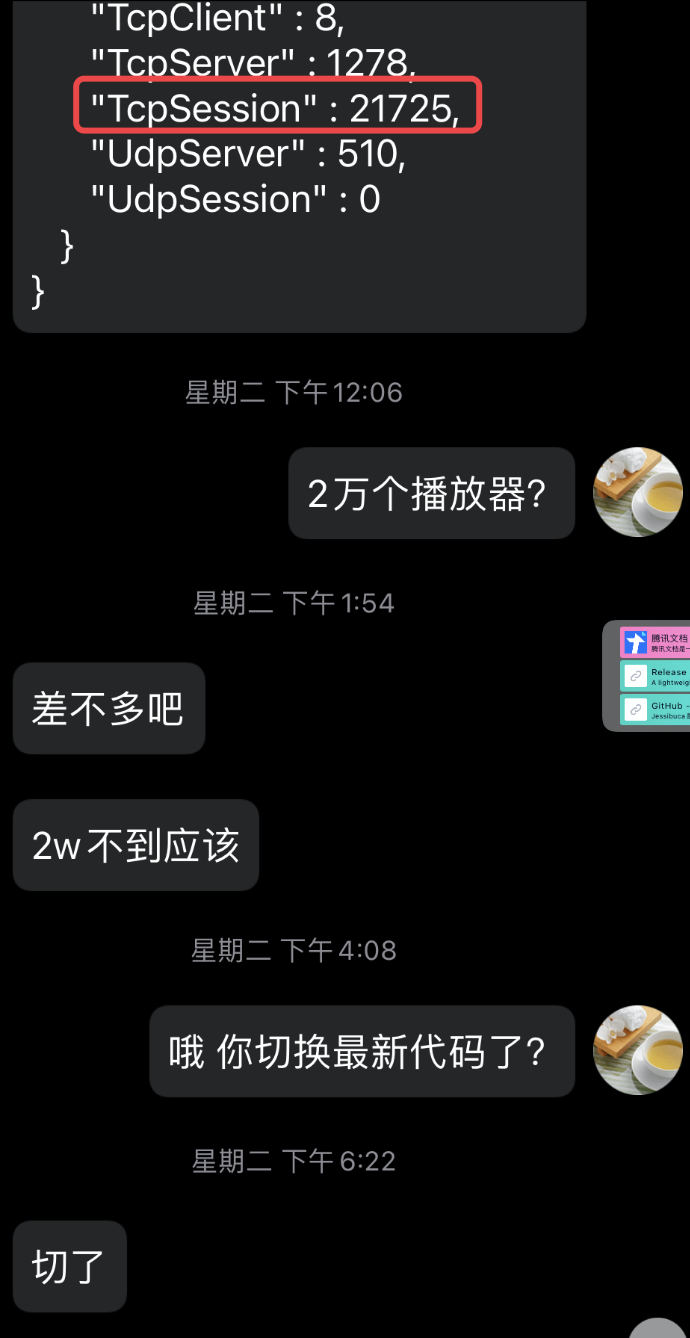 "TcpClient" : 8,
"TcpServer" : 1278,
"TcpSession" : 21725,
"UdpServer" : 510,
"UdpSession" : 0
}
}
星期二 下午12:06
2万个播放器?
星期二 下午1:54
腾讯文档
腾讯文档是一
Release
A lightweig
GitHub -
Jessibuca
差不多吧
2w不到应该
星期二 下午4:08
哦 你切换最新代码了?
星期二 下午6:22
切了